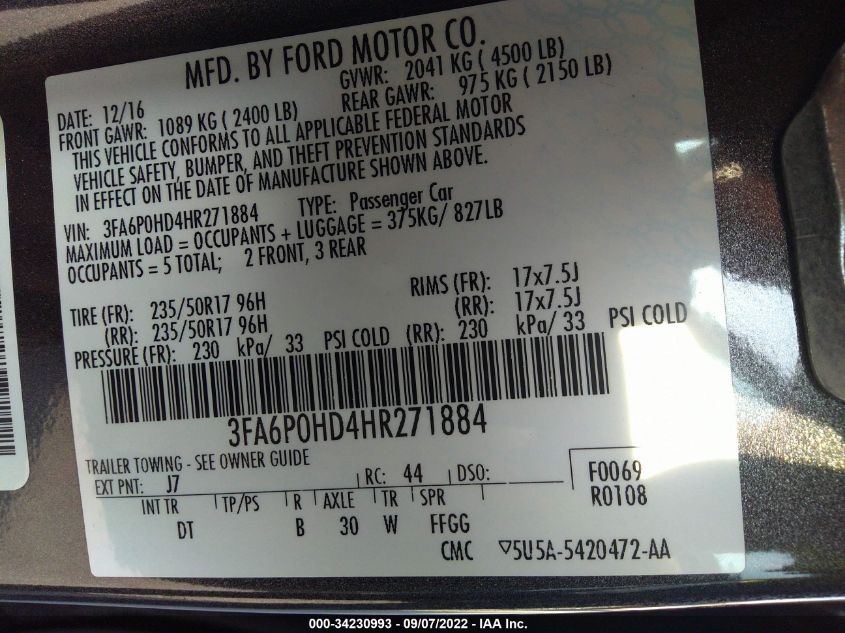 MFD. BY FORD MOTOR CO.
DATE: 12/16 GVWR: 2041 KG ( 4500 LB)
FRONT GAWR: 1089 KG ( 2400 LB) REAR GAWR: 975 KG ( 2150 LB)
THIS VEHICLE CONFORMS TO ALL APPLICABLE FEDERAL MOTOR
VEHICLE SAFETY, BUMPER, AND THEFT PREVENTION STANDARDS
IN EFFECT ON THE DATE OF MANUFACTURE SHOWN ABOVE.
VIN: 3FA6P0HD4HR271884 TYPE: Passenger Car
MAXIMUM LOAD = OCCUPANTS + LUGGAGE = 375KG/ 827LB
OCCUPANTS = 5 TOTAL; 2 FRONT, 3 REAR
TIRE (FR): 235/50R17 96H RIMS (FR): 17x7.5J
(RR): 235/50R17 96H (RR): 17x7.5J
PRESSURE (FR): 230 kPa/ 33 PSI COLD (RR): 230 kPa/ 33 PSI COLD
3FA6P0HD4HR271884
TRAILER TOWING - SEE OWNER GUIDE
EXT PNT: J7 RC: 44 DSO: F0069
INT TR TP/PS R AXLE TR SPR R0108
DT B 30 W FFGG
CMC ▽5U5A-5420472-AA
000-34230993 - 09/07/2022 - IAA Inc.